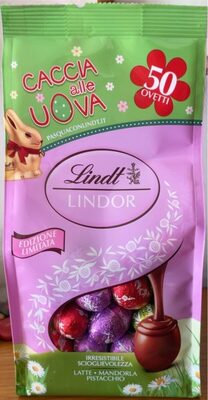 CACCIA alle
UOVA
PASQUACONLINDT.IT
50
OVETTI
Lindt
LINDOR
EDIZIONE
LIMITATA
IRRESISTIBILE
SCIOGLIEVOLEZZA
LATTE • MANDORLA
PISTACCHIO